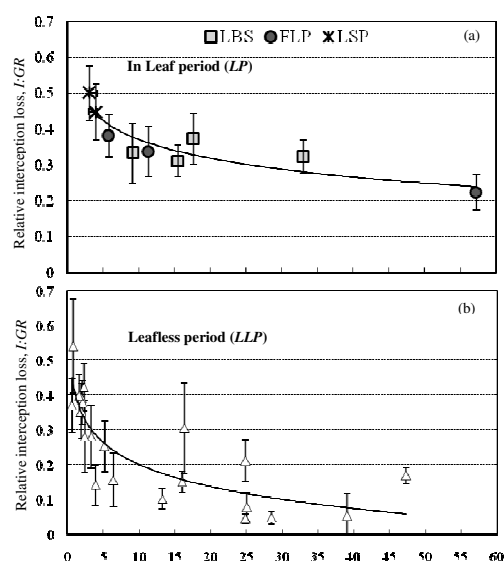 0.7
LBS FLP LSP (a)
In Leaf period (LP)
0.6
0.5
0.4
0.3
0.2
0.1
0
Relative interception loss, I:GR
0.7
(b)
Leafless period (LLP)
0.6
0.5
0.4
0.3
0.2
0.1
0
Relative interception loss, I:GR
0 5 10 15 20 25 30 35 40 45 50 55 60